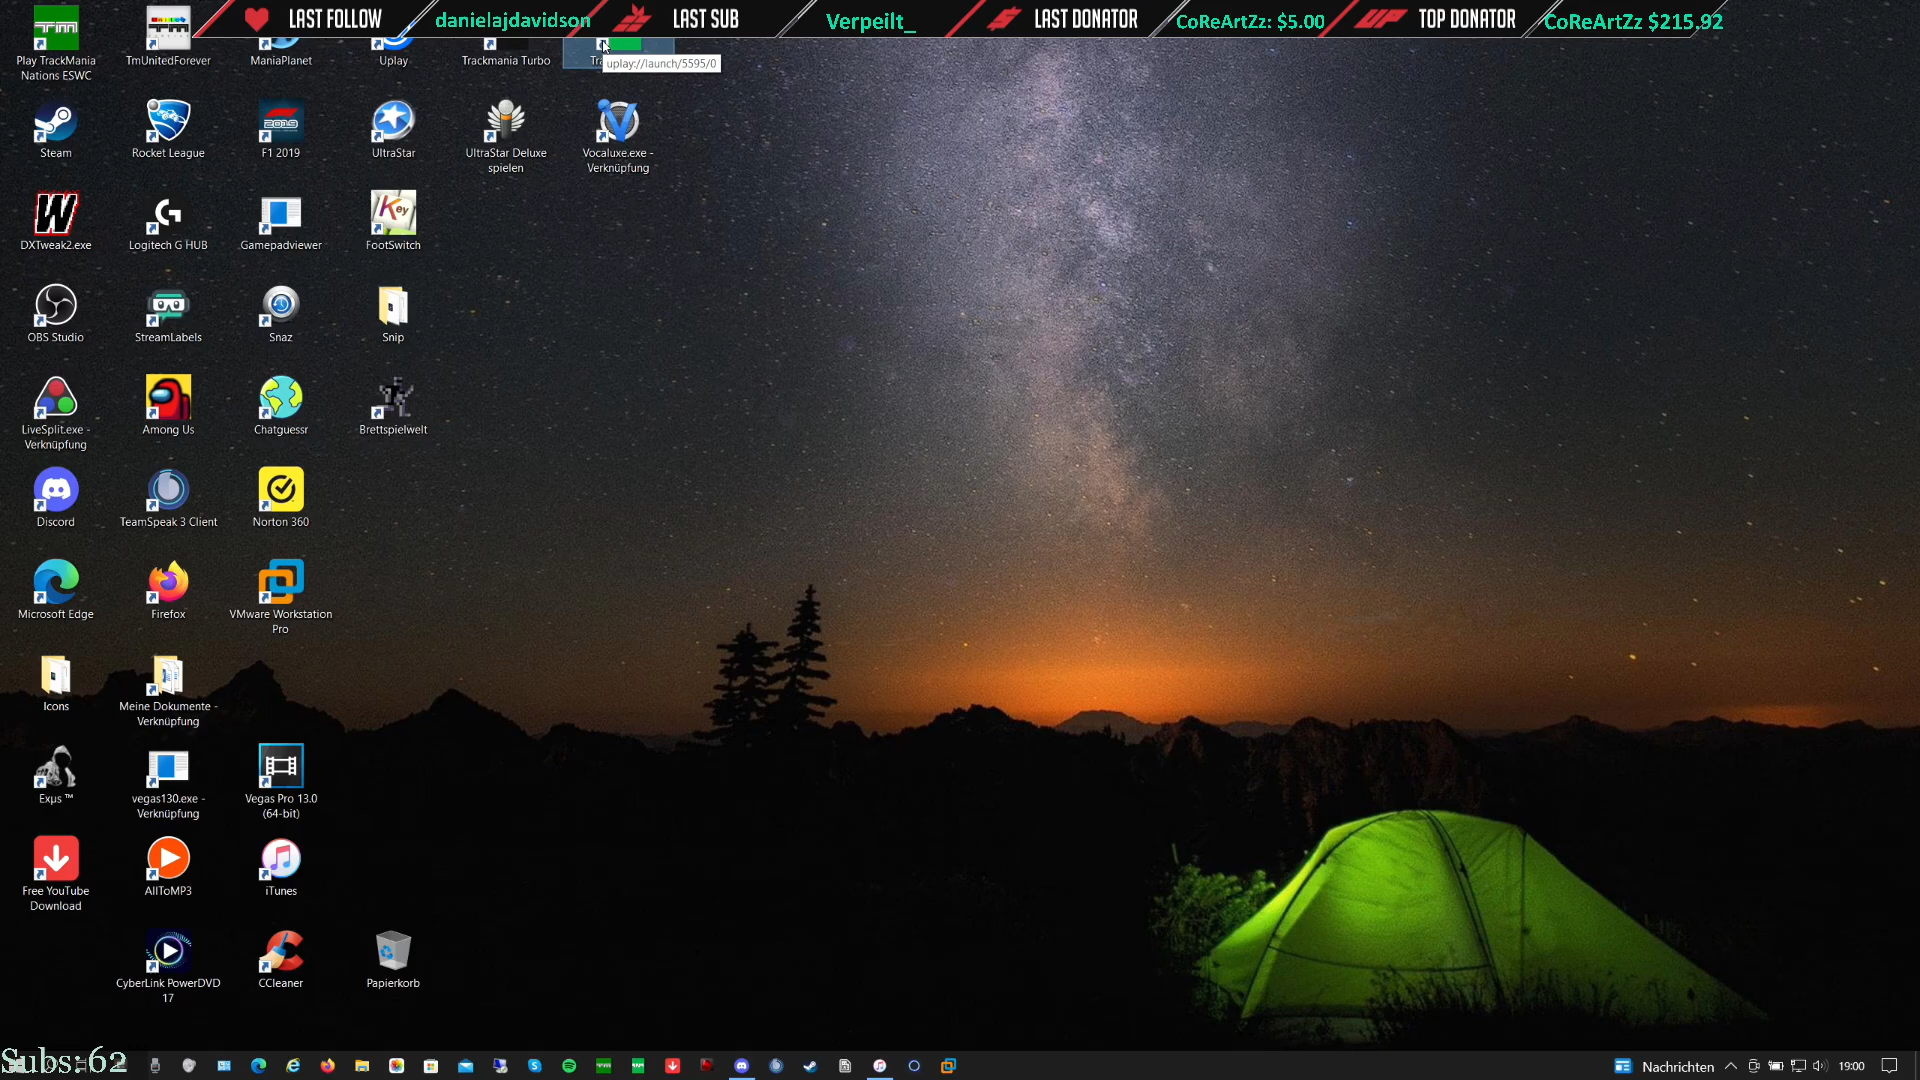 LAST FOLLOW
danielajdavidson
LAST SUB
Verpeilt_
LAST DONATOR
CoReArtZz: $5.00
TOP DONATOR
CoReArtZz $215.92
Play TrackMania
Nations ESWC
TmUnitedForever
ManiaPlanet
Uplay
Trackmania Turbo
uplay://launch/5595/0
Steam
Rocket League
F1 2019
UltraStar
UltraStar Deluxe
spielen
Vocaluxe.exe -
Verknüpfung
DXTweak2.exe
Logitech G HUB
Gamepadviewer
FootSwitch
OBS Studio
StreamLabels
Snaz
Snip
LiveSplit.exe -
Verknüpfung
Among Us
Chatguessr
Brettspielwelt
Discord
TeamSpeak 3 Client
Norton 360
Microsoft Edge
Firefox
VMware Workstation
Pro
Icons
Meine Dokumente -
Verknüpfung
Exµs ™
vegas130.exe -
Verknüpfung
Vegas Pro 13.0
(64-bit)
Free YouTube
Download
AllToMP3
iTunes
CyberLink PowerDVD
17
CCleaner
Papierkorb
Subs:62
Nachrichten
19:00